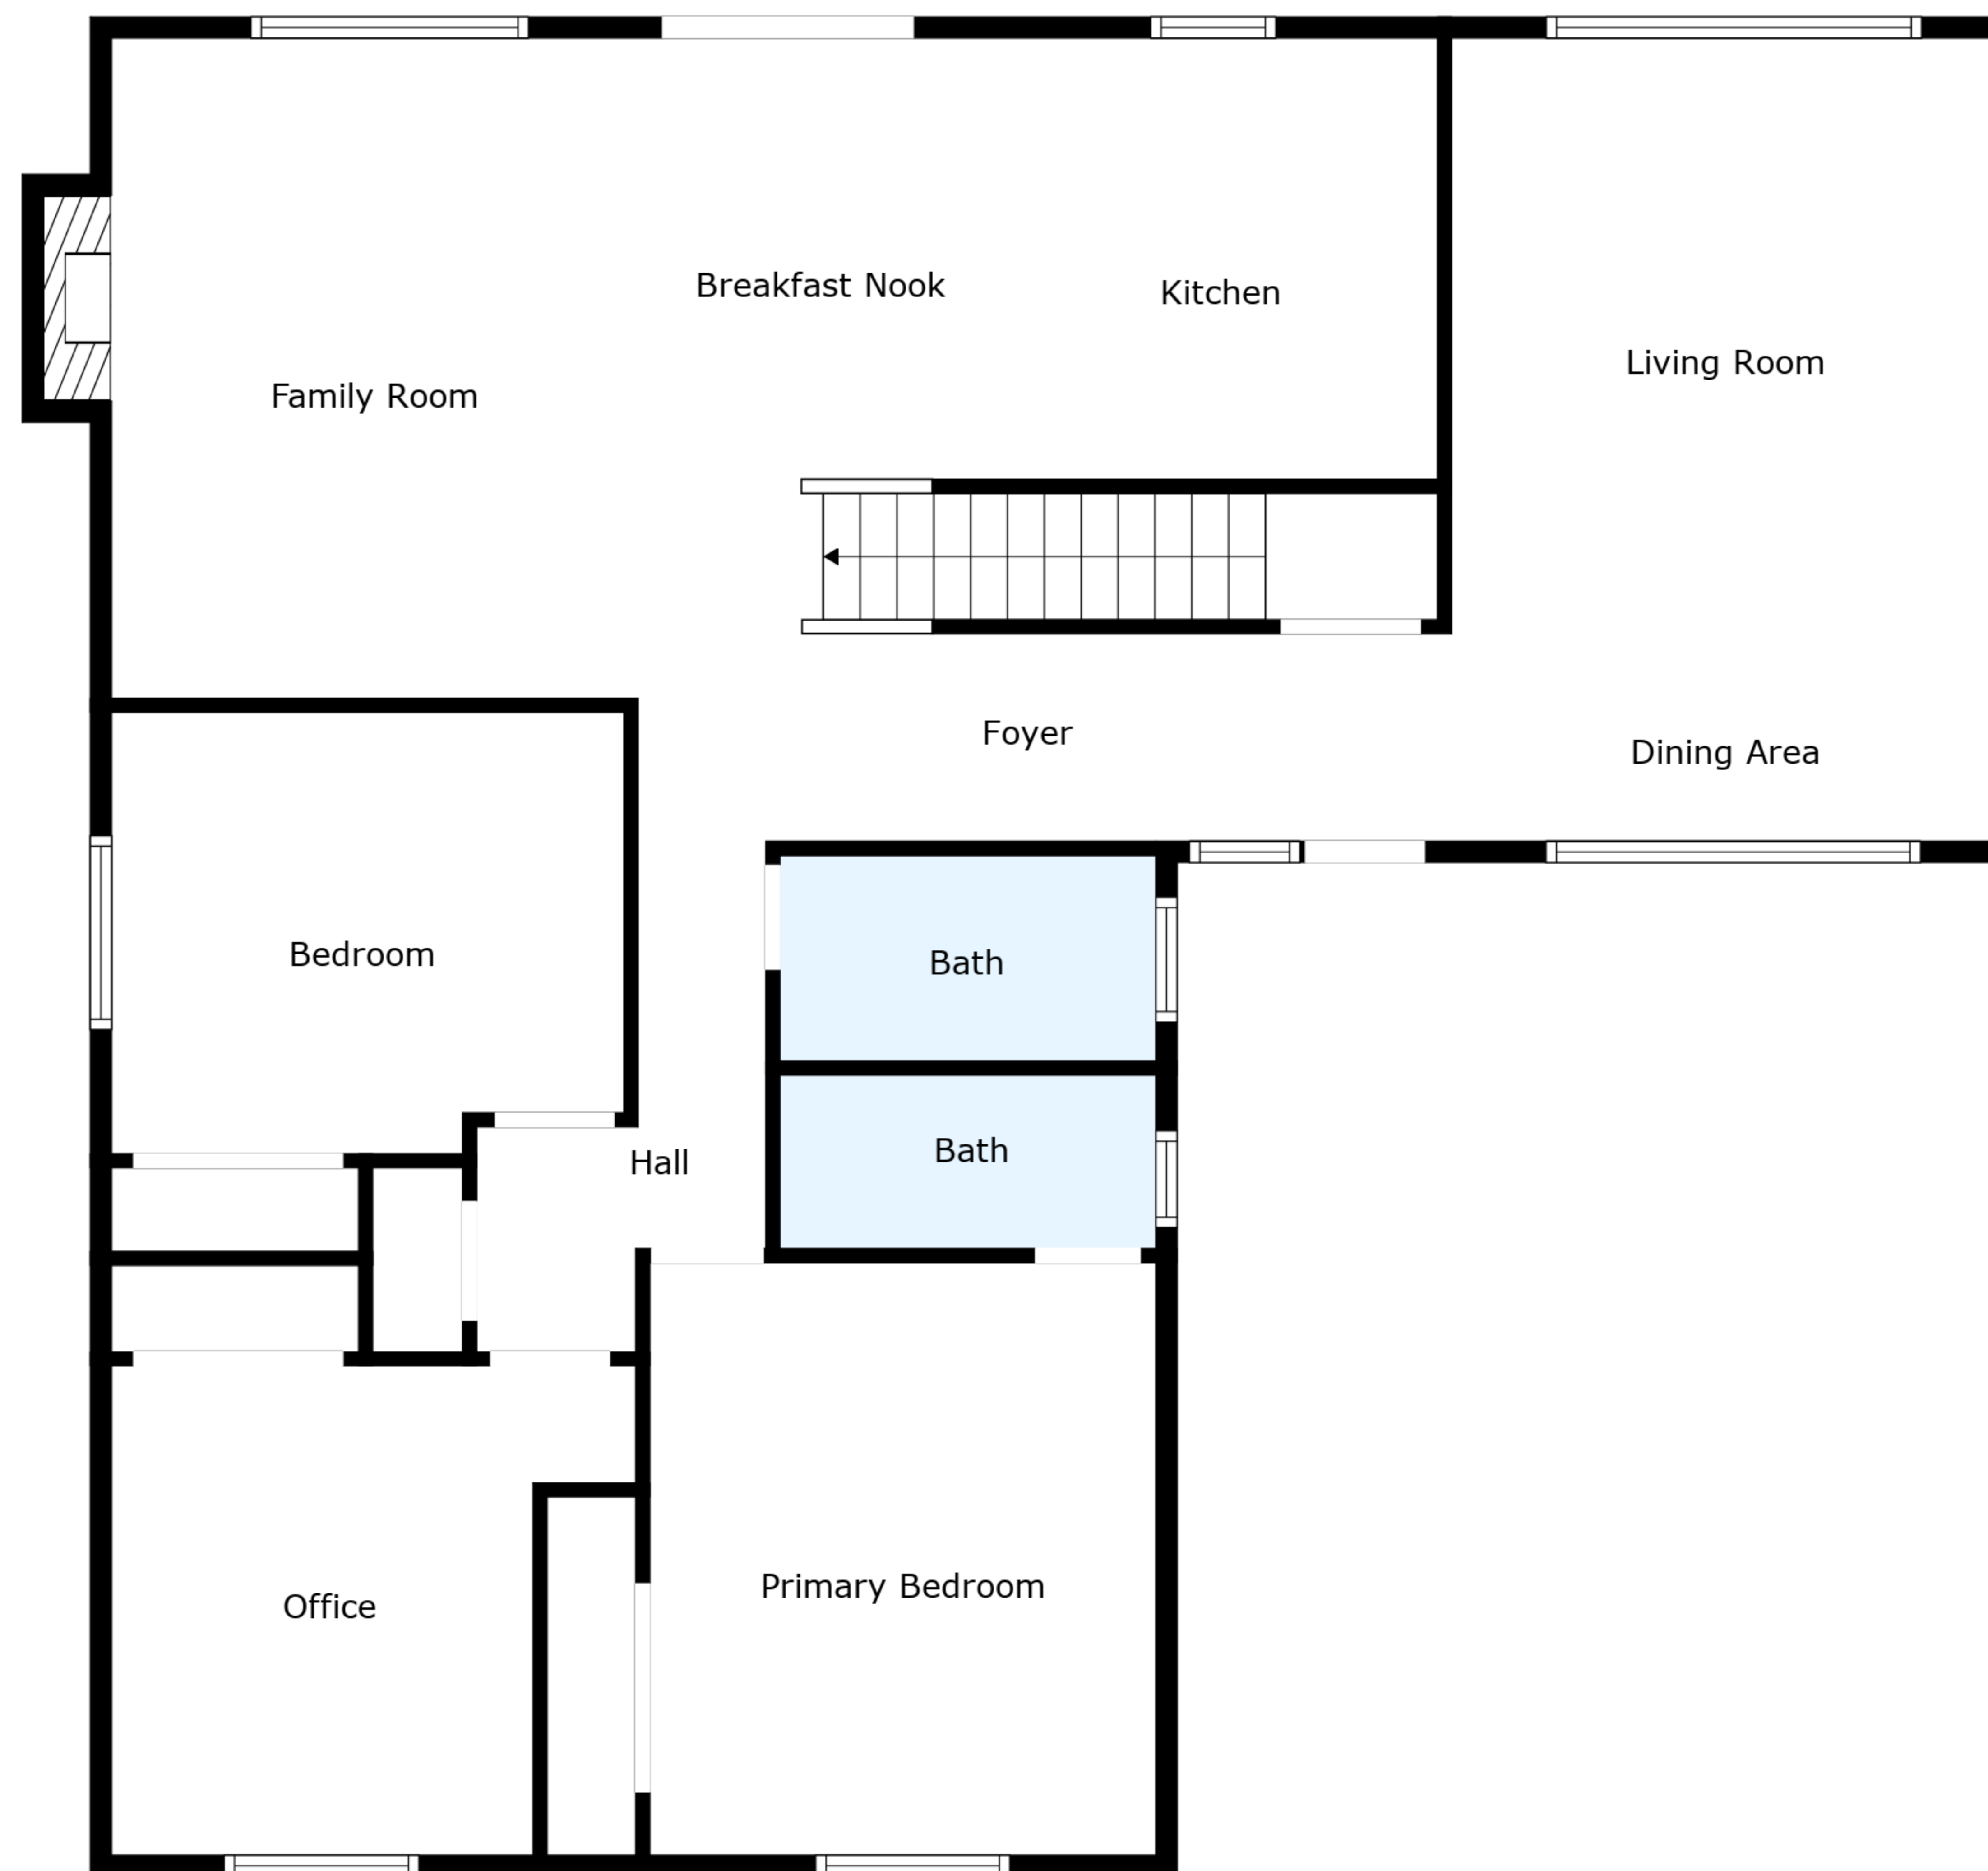 Breakfast Nook
Kitchen
Living Room
Family Room
Foyer
Dining Area
Bedroom
Bath
Bath
Hall
Primary Bedroom
Office